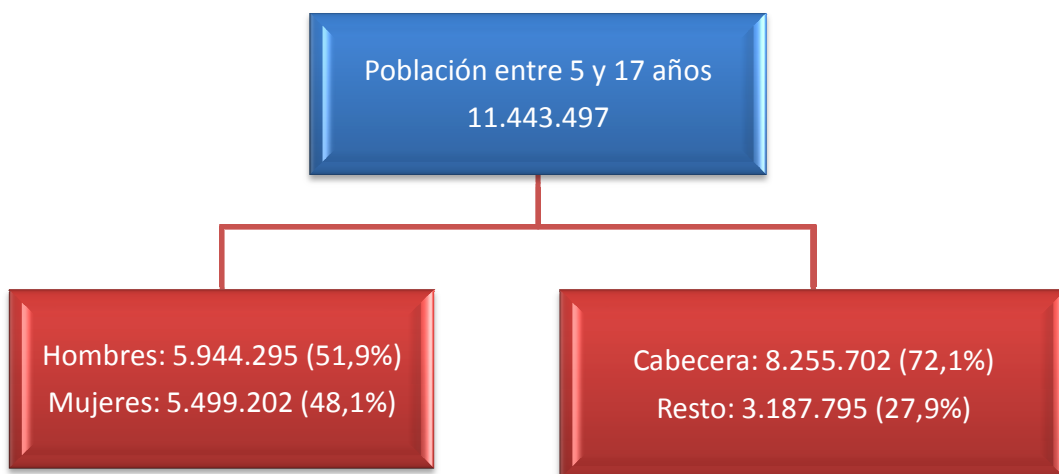 Población entre 5 y 17 años
11.443.497
Hombres: 5.944.295 (51,9%)
Mujeres: 5.499.202 (48,1%)
Cabecera: 8.255.702 (72,1%)
Resto: 3.187.795 (27,9%)